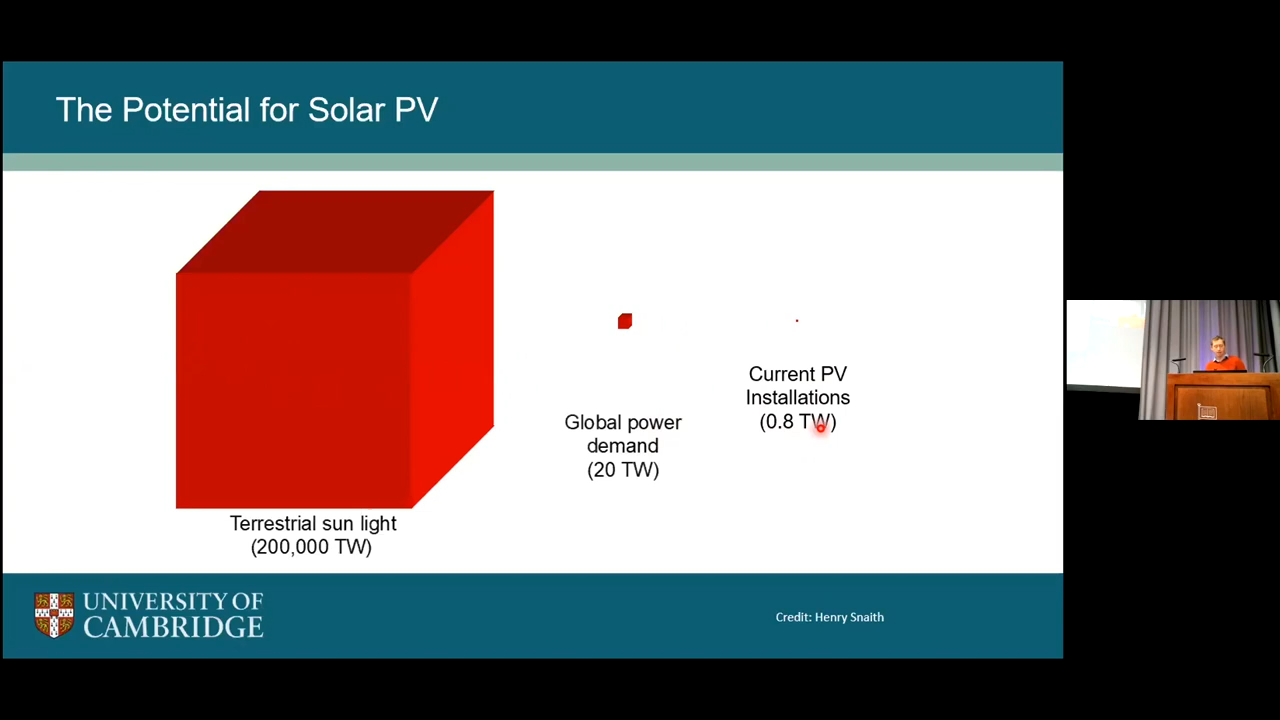 The Potential for Solar PV
Terrestrial sun light
(200,000 TW)
Global power
demand
(20 TW)
Current PV
Installations
(0.8 TW)
UNIVERSITY OF
CAMBRIDGE
Credit: Henry Snaith